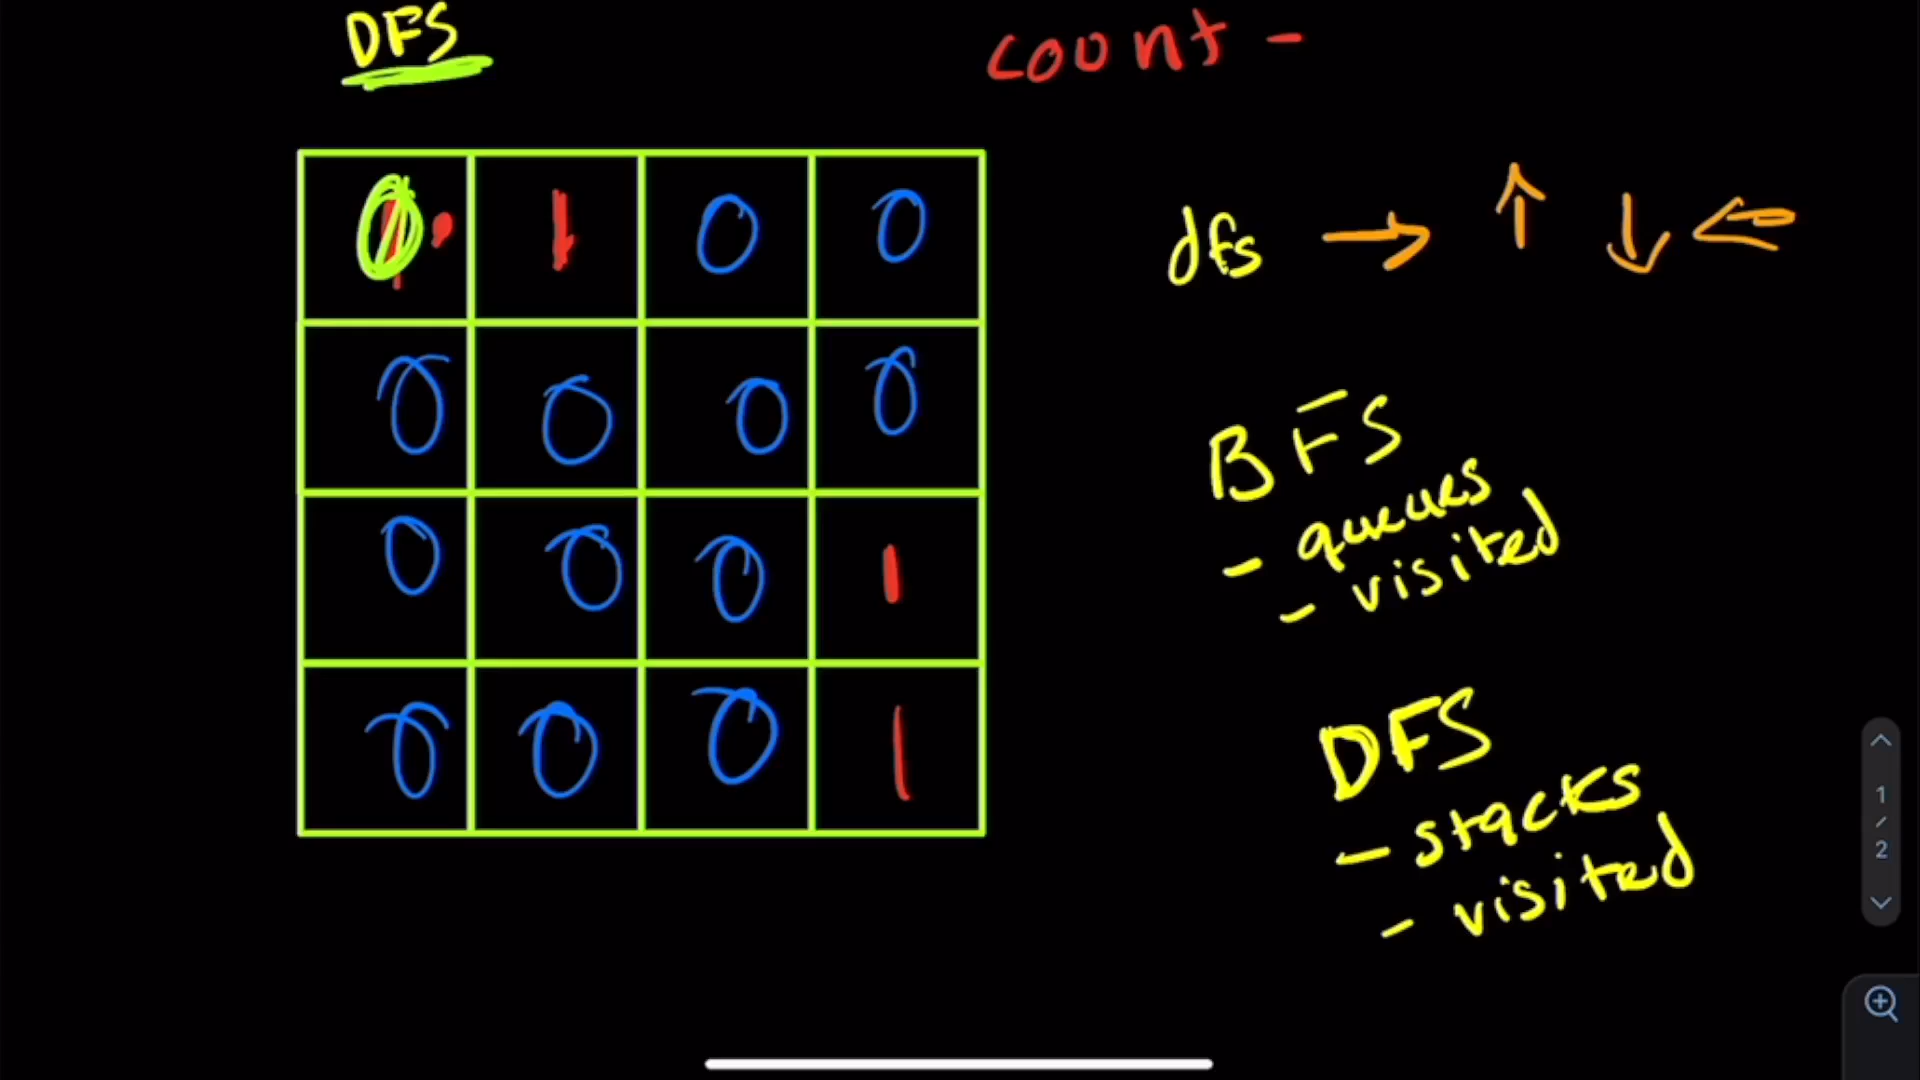 DFS
count -
0 1 0 0
0 0 0 0
0 0 0 1
0 0 0 1
dfs → ↑ ↓ ←
BFS
- queues
- visited
DFS
- stacks
- visited
1
/
2